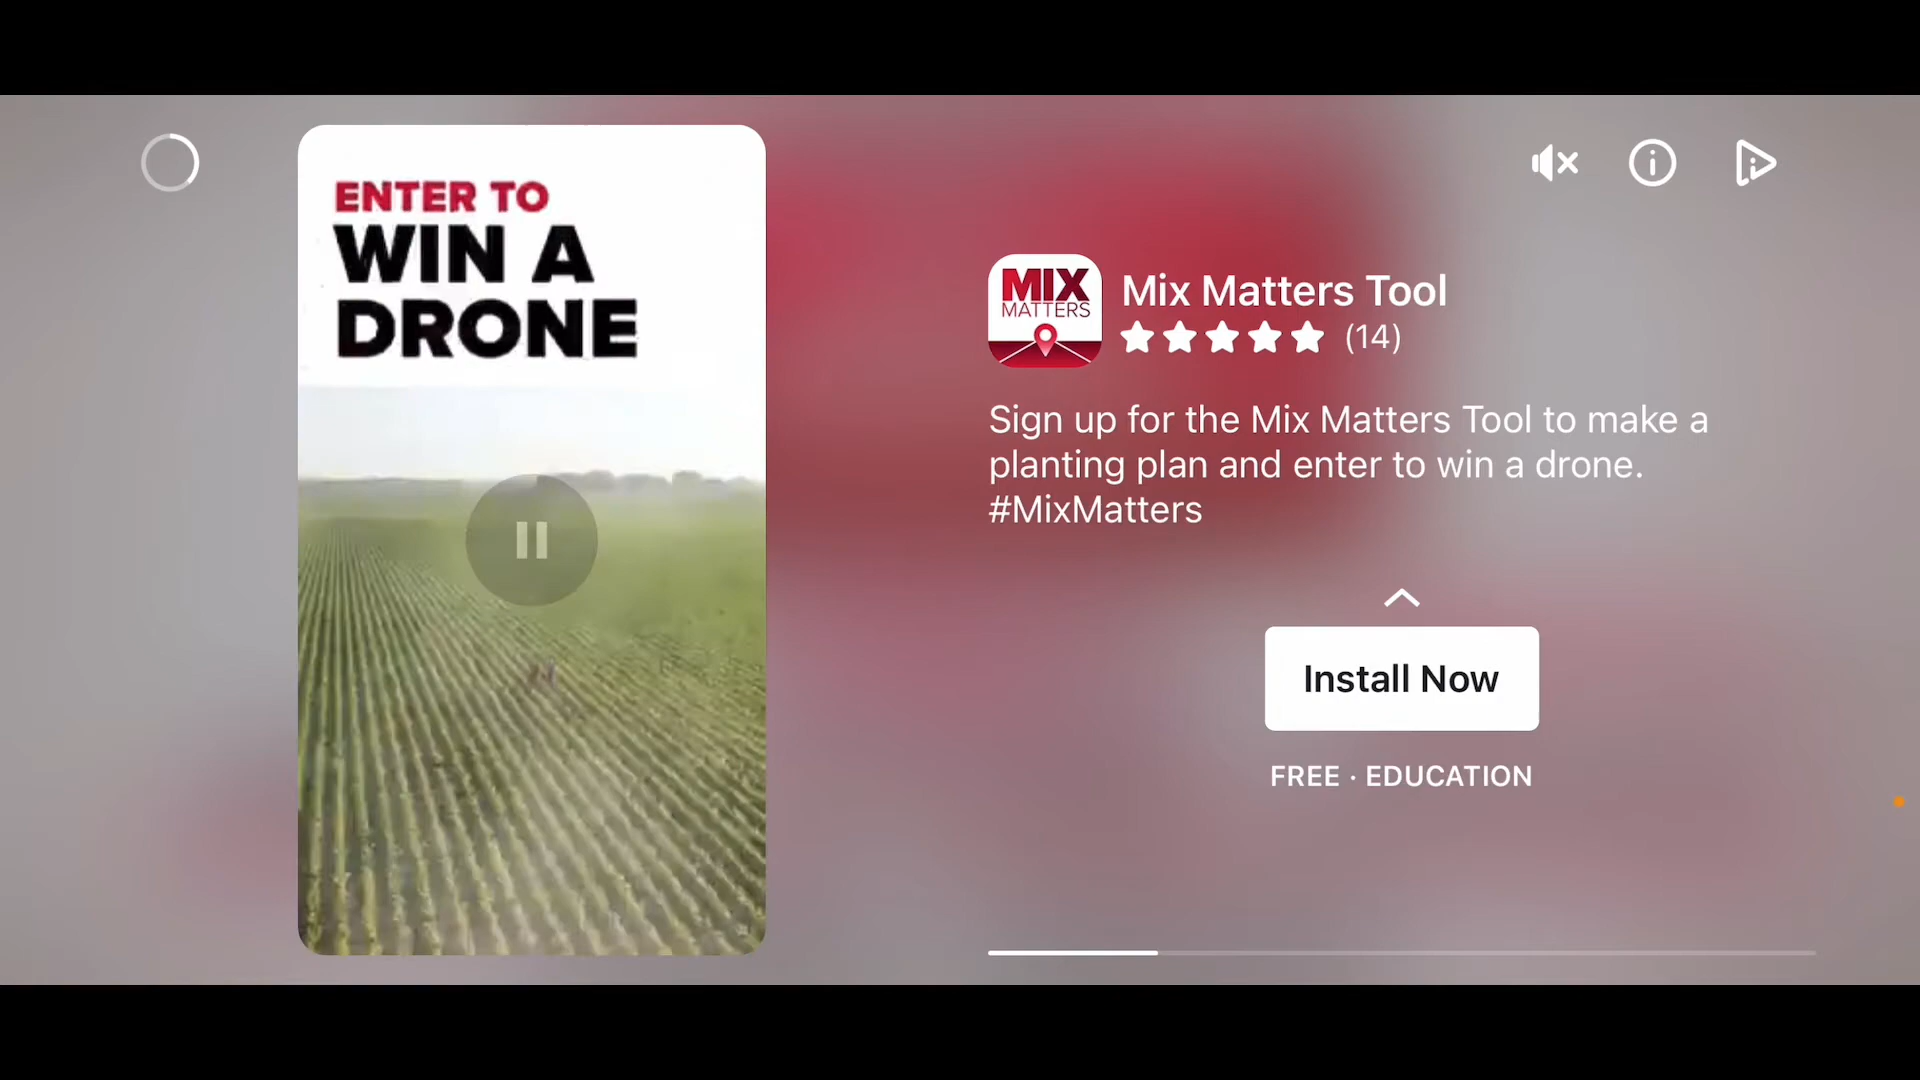 ENTER TO
WIN A
DRONE
MIX
MATTERS
Mix Matters Tool
(14)
Sign up for the Mix Matters Tool to make a
planting plan and enter to win a drone.
#MixMatters
Install Now
FREE · EDUCATION